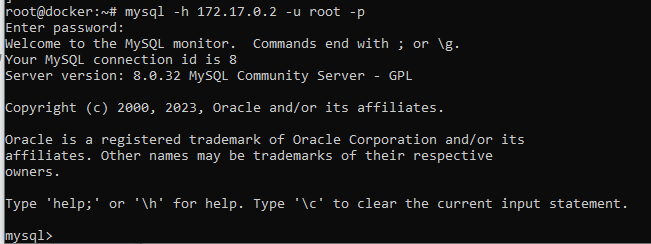 root@docker:~# mysql -h 172.17.0.2 -u root -p
Enter password:
Welcome to the MySQL monitor.  Commands end with ; or \g.
Your MySQL connection id is 8
Server version: 8.0.32 MySQL Community Server - GPL

Copyright (c) 2000, 2023, Oracle and/or its affiliates.

Oracle is a registered trademark of Oracle Corporation and/or its
affiliates. Other names may be trademarks of their respective
owners.

Type 'help;' or '\h' for help. Type '\c' to clear the current input statement.

mysql>